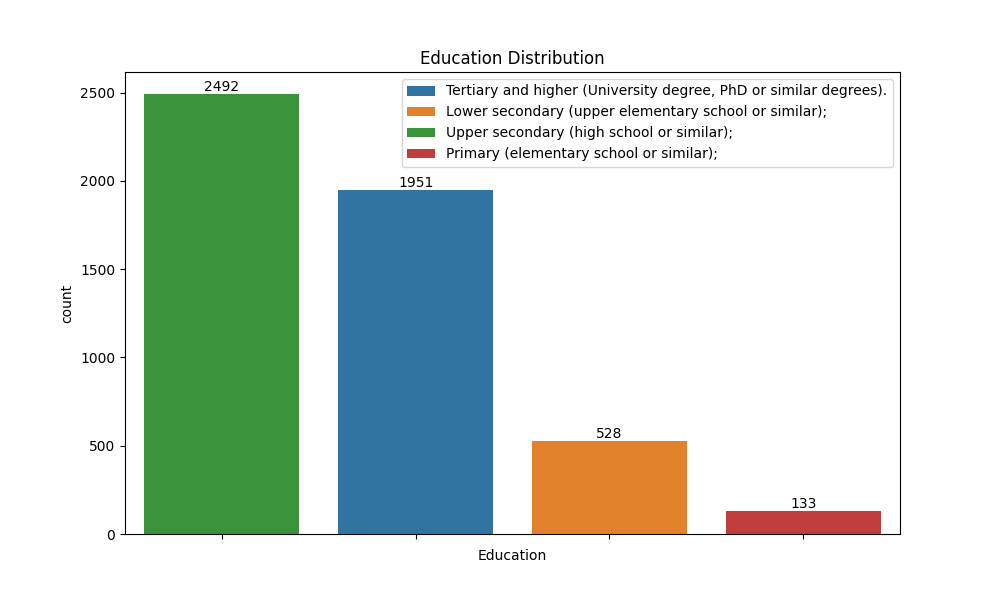 Education Distribution
2492
2500
Tertiary and higher (University degree, PhD or similar degrees).
Lower secondary (upper elementary school or similar);
Upper secondary (high school or similar);
Primary (elementary school or similar);
2000
1951
1500
count
1000
500
528
133
0
Education